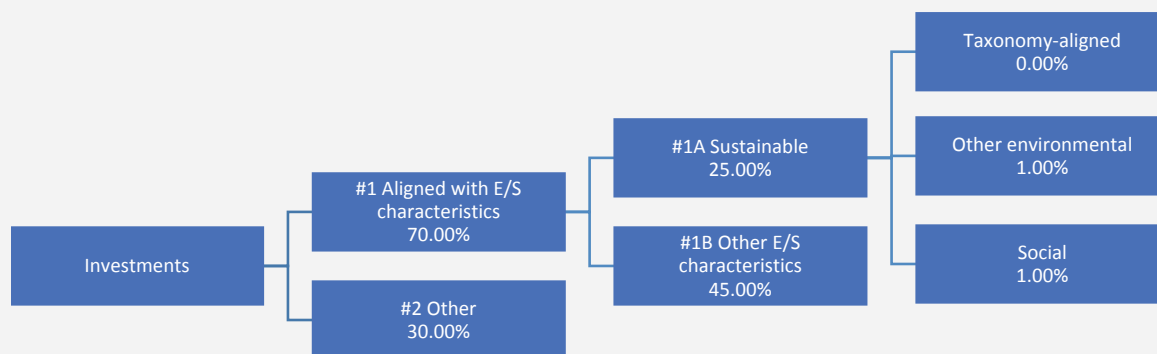 Investments
#1 Aligned with E/S
characteristics
70.00%
#2 Other
30.00%
#1A Sustainable
25.00%
#1B Other E/S
characteristics
45.00%
Taxonomy-aligned
0.00%
Other environmental
1.00%
Social
1.00%